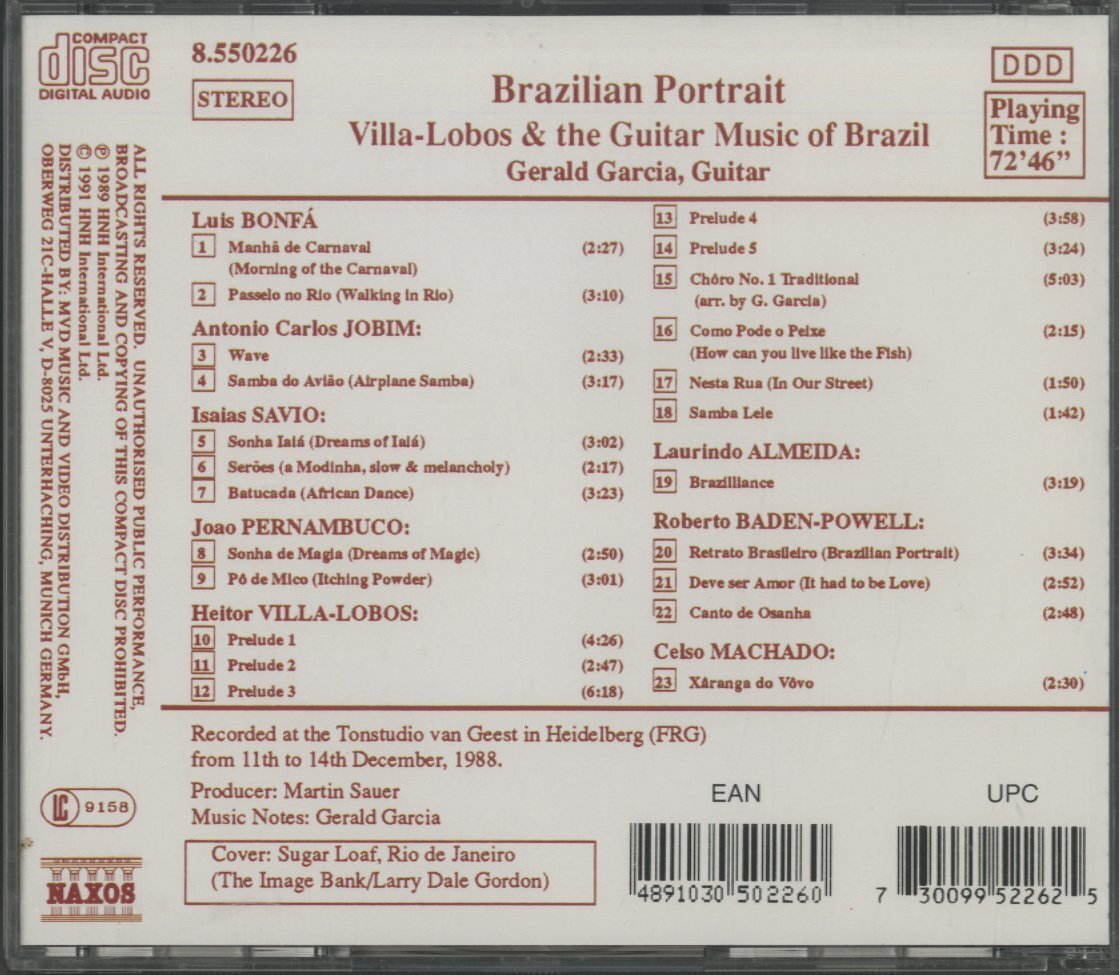 COMPACT
disc
DIGITAL AUDIO
8.550226
STEREO
Brazilian Portrait
Villa-Lobos & the Guitar Music of Brazil
Gerald Garcia, Guitar
DDD
Playing
Time :
72’46”
Luis BONFÁ
1 Manhã de Carnaval (2:27)
(Morning of the Carnaval)
2 Passeio no Rio (Walking in Rio) (3:10)
Antonio Carlos JOBIM:
3 Wave (2:33)
4 Samba do Avião (Airplane Samba) (3:17)
Isaias SAVIO:
5 Sonha Iaiá (Dreams of Iaiá) (3:02)
6 Serões (a Modinha, slow & melancholy) (2:17)
7 Batucada (African Dance) (3:23)
Joao PERNAMBUCO:
8 Sonha de Magia (Dreams of Magic) (2:50)
9 Pô de Mico (Itching Powder) (3:01)
Heitor VILLA-LOBOS:
10 Prelude 1 (4:26)
11 Prelude 2 (2:47)
12 Prelude 3 (6:18)
13 Prelude 4 (3:58)
14 Prelude 5 (3:24)
15 Chôro No. 1 Traditional (5:03)
(arr. by G. Garcia)
16 Como Pode o Peixe (2:15)
(How can you live like the Fish)
17 Nesta Rua (In Our Street) (1:50)
18 Samba Lele (1:42)
Laurindo ALMEIDA:
19 Brazilliance (3:19)
Roberto BADEN-POWELL:
20 Retrato Brasileiro (Brazilian Portrait) (3:34)
21 Deve ser Amor (It had to be Love) (2:52)
22 Canto de Osanha (2:48)
Celso MACHADO:
23 Xâranga do Vôvo (2:30)
Recorded at the Tonstudio van Geest in Heidelberg (FRG)
from 11th to 14th December, 1988.
Producer: Martin Sauer
Music Notes: Gerald Garcia
Cover: Sugar Loaf, Rio de Janeiro
(The Image Bank/Larry Dale Gordon)
EAN
4891030 502260
UPC
7 30099 52262 5
ALL RIGHTS RESERVED. UNAUTHORISED PUBLIC PERFORMANCE,
BROADCASTING AND COPYING OF THIS COMPACT DISC PROHIBITED.
℗ 1989 HNH International Ltd.
© 1991 HNH International Ltd.
DISTRIBUTED BY: MVD MUSIC AND VIDEO DISTRIBUTION GMBH,
OBERWEG 21C-HALLE V, D-8025 UNTERHACHING, MUNICH GERMANY.
LC 9158
NAXOS